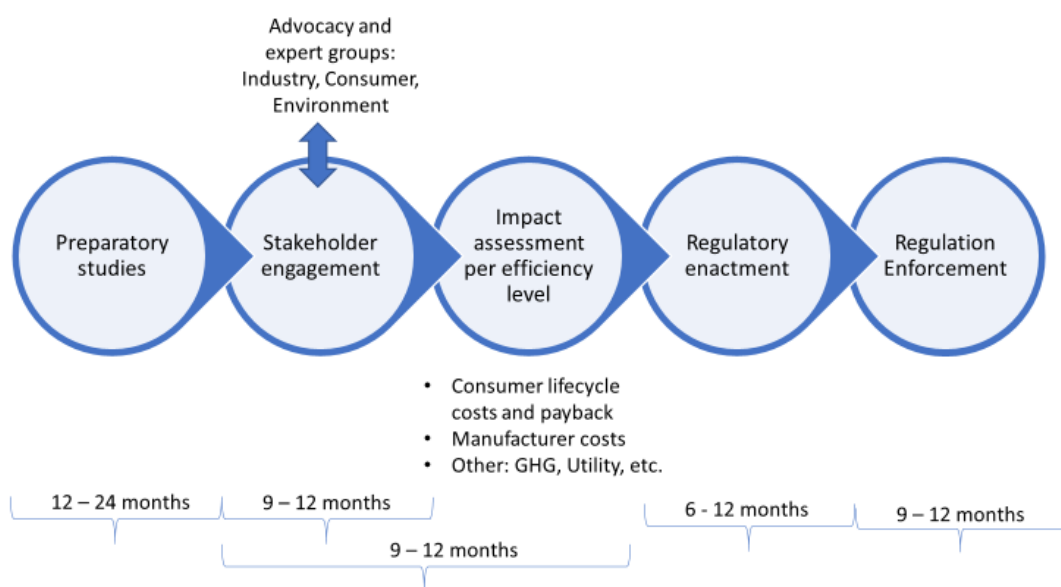 Advocacy and
expert groups:
Industry, Consumer,
Environment
Preparatory
studies
Stakeholder
engagement
Impact
assessment
per efficiency
level
Regulatory
enactment
Regulation
Enforcement
• Consumer lifecycle
costs and payback
• Manufacturer costs
• Other: GHG, Utility, etc.
12 – 24 months
9 – 12 months
6 - 12 months
9 – 12 months
9 – 12 months